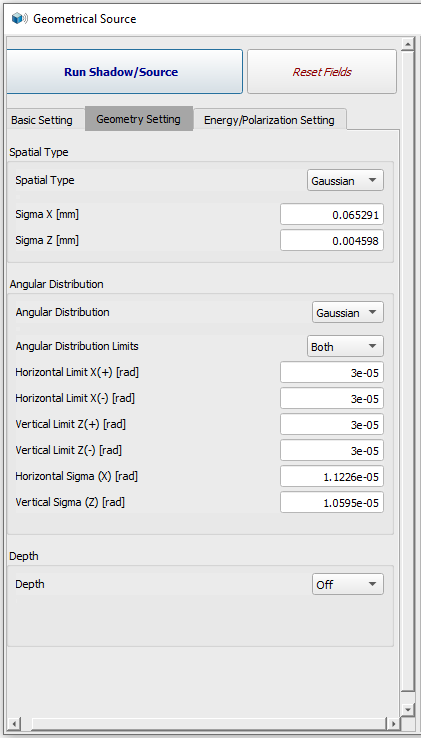 Geometrical Source
Run Shadow/Source Reset Fields
Basic Setting Geometry Setting Energy/Polarization Setting
Spatial Type
Spatial Type Gaussian
Sigma X [mm] 0.065291
Sigma Z [mm] 0.004598
Angular Distribution
Angular Distribution Gaussian
Angular Distribution Limits Both
Horizontal Limit X(+) [rad] 3e-05
Horizontal Limit X(-) [rad] 3e-05
Vertical Limit Z(+) [rad] 3e-05
Vertical Limit Z(-) [rad] 3e-05
Horizontal Sigma (X) [rad] 1.1226e-05
Vertical Sigma (Z) [rad] 1.0595e-05
Depth
Depth Off